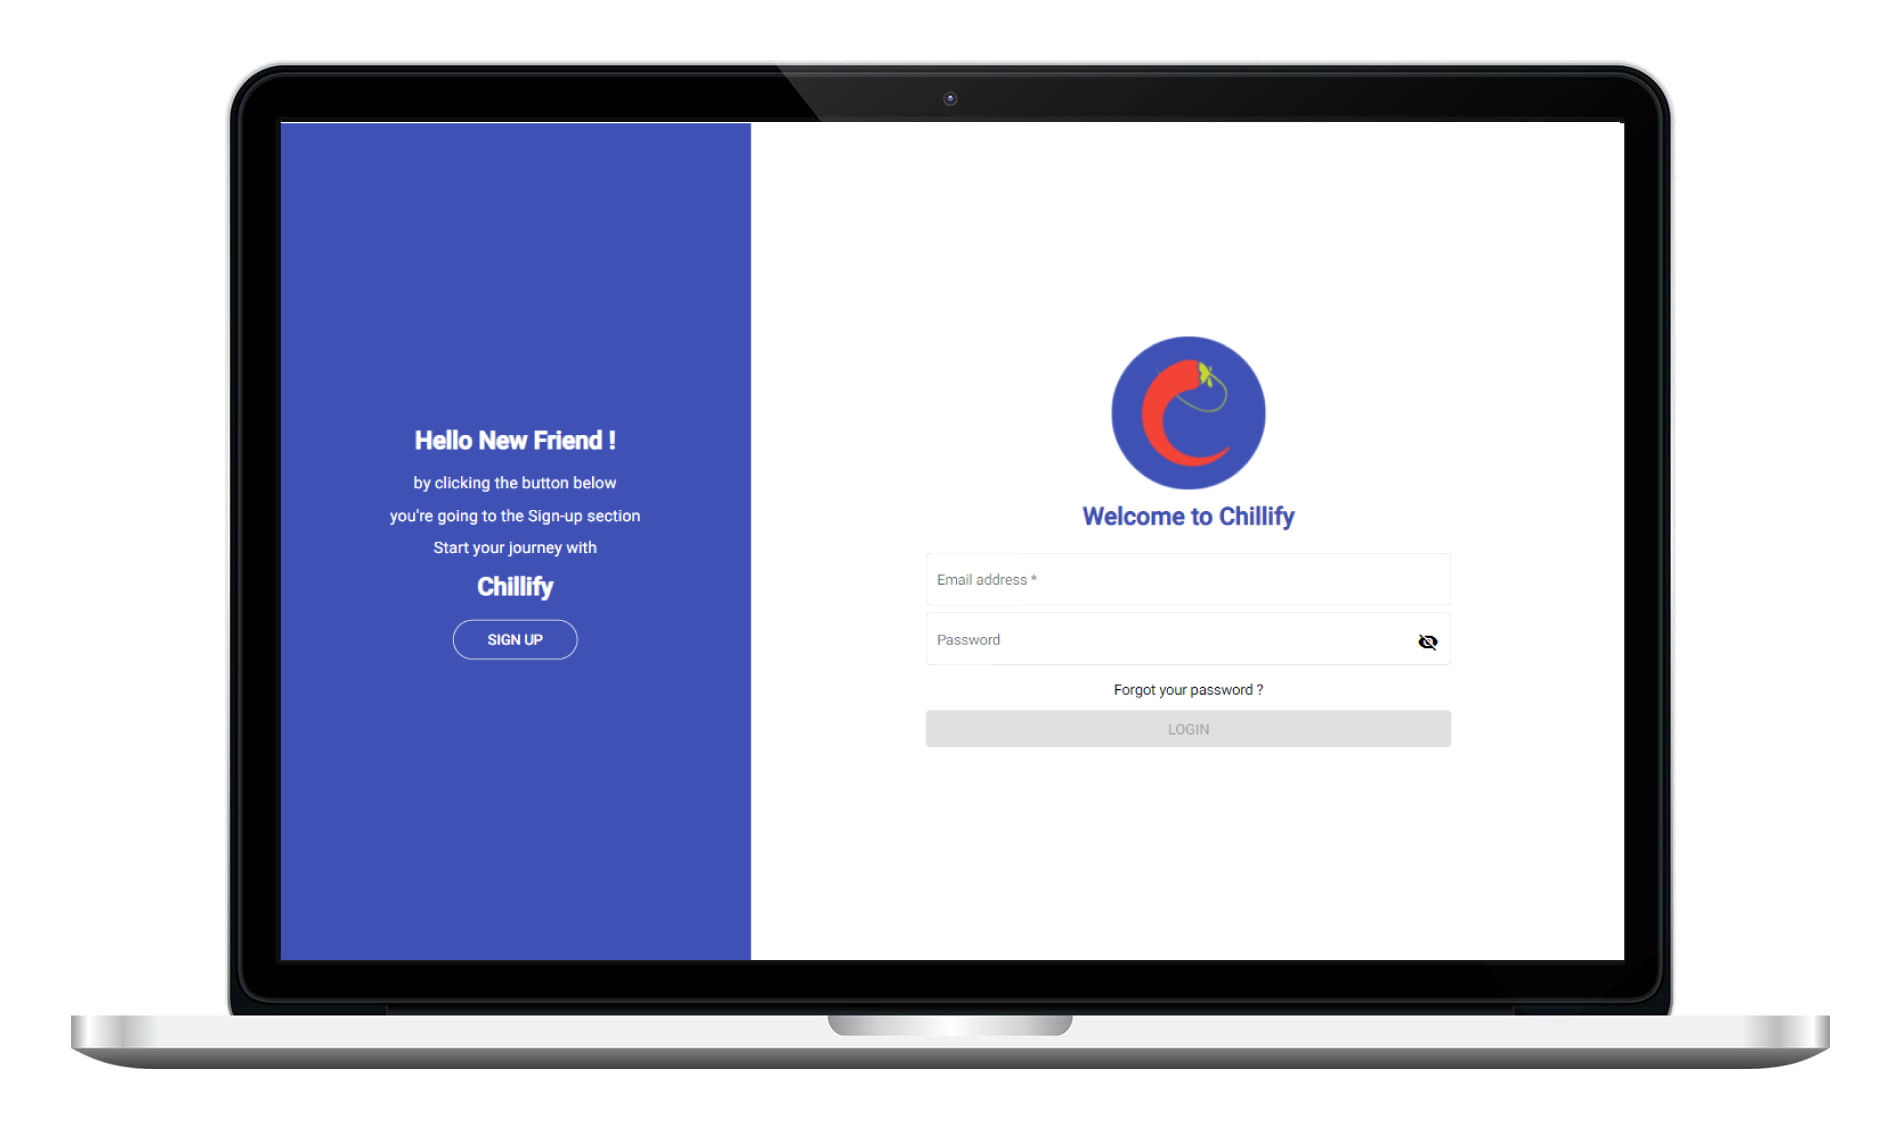 Hello New Friend !
by clicking the button below
you're going to the Sign-up section
Start your journey with
Chillify
SIGN UP
Welcome to Chillify
Email address *
Password
Forgot your password ?
LOGIN